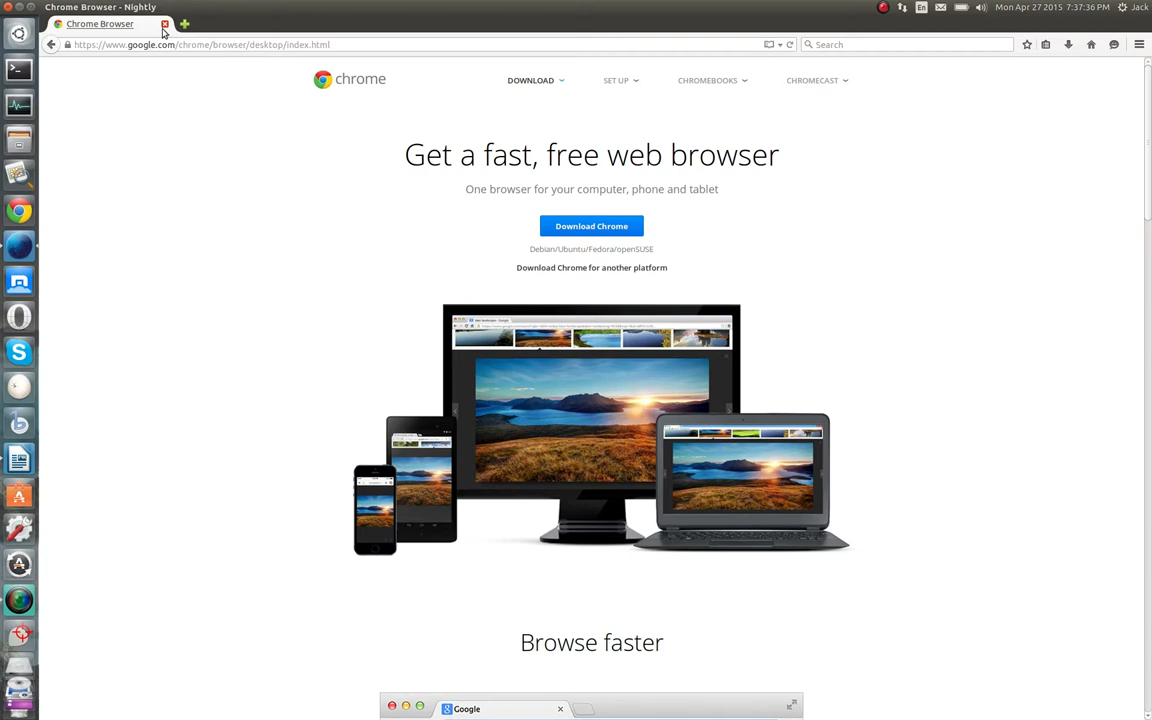 Chrome Browser - Nightly
En
Mon Apr 27 2015 7:37:36 PM
Jack
Chrome Browser
https://www.google.com/chrome/browser/desktop/index.html
Search
chrome
DOWNLOAD
SET UP
CHROMEBOOKS
CHROMECAST
Get a fast, free web browser
One browser for your computer, phone and tablet
Download Chrome
Debian/Ubuntu/Fedora/openSUSE
Download Chrome for another platform
Browse faster
Google